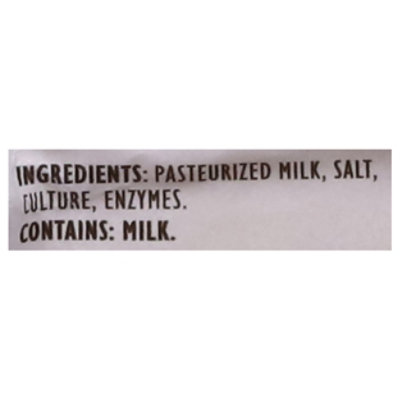 INGREDIENTS: PASTEURIZED MILK, SALT,
CULTURE, ENZYMES.
CONTAINS: MILK.